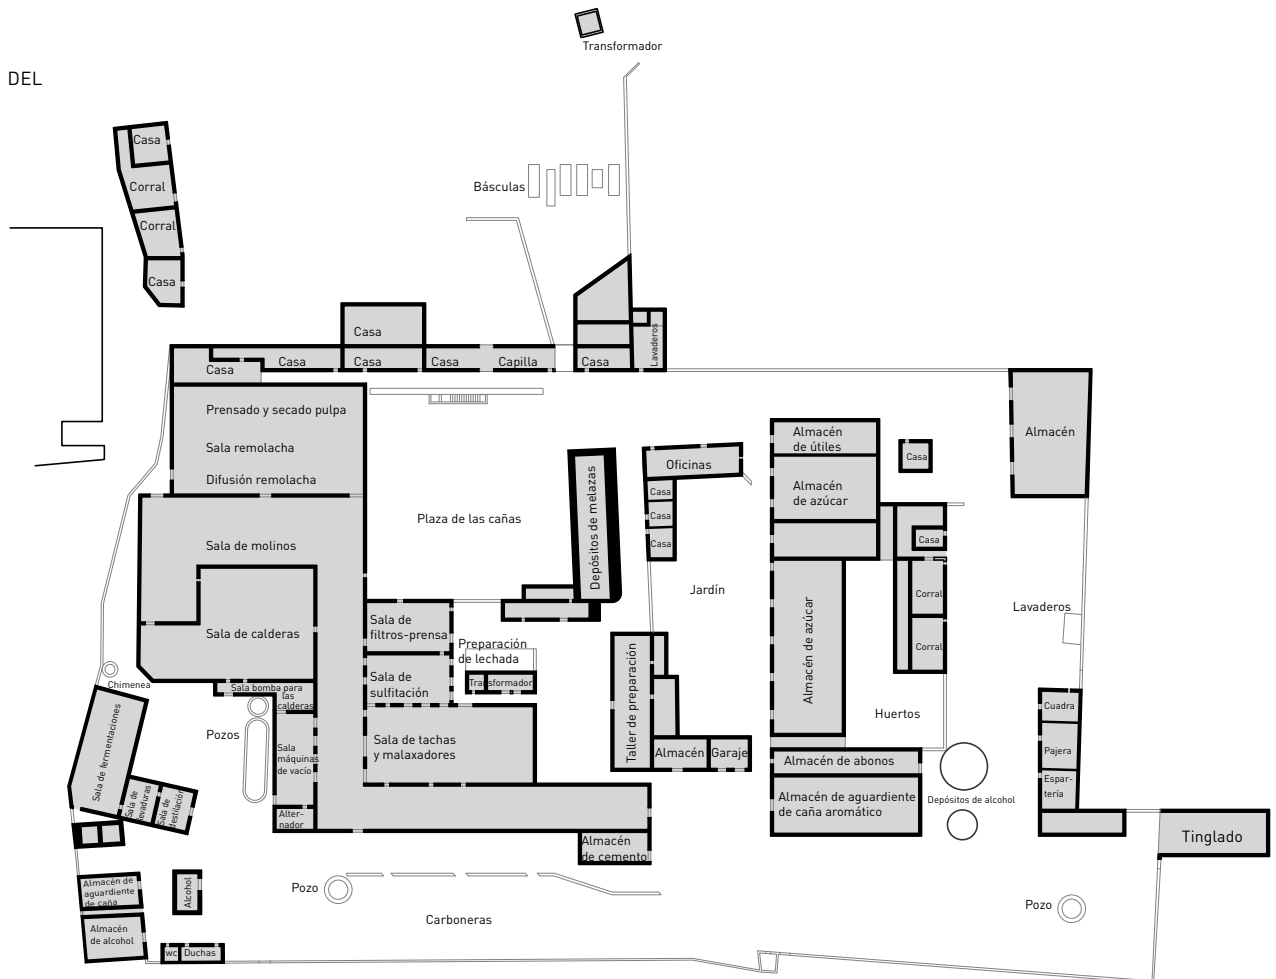 Transformador
DEL
Casa
Corral
Básculas
Corral
Casa
Casa
Lavaderos
Casa
Casa
Casa
Casa
Capilla
Casa
Prensado y secado pulpa
Sala remolacha
Difusión remolacha
Almacén
de útiles
Almacén
Casa
Oficinas
Almacén
de azúcar
Casa
Casa
Casa
Plaza de las cañas
Depósitos de melazas
Casa
Sala de molinos
Jardín
Corral
Lavaderos
Almacén de azúcar
Sala de
filtros-prensa
Sala de calderas
Preparación
de lechada
Corral
Taller de preparación
Chimenea
Sala bomba para
las
calderas
Sala de
sulfitación
Transformador
Cuadra
Huertos
Sala de fermentaciones
Pozos
Sala
máquinas
de vacío
Sala de tachas
y malaxadores
Almacén
Garaje
Pajera
Almacén de abonos
Espar-
tería
Sala de
levaduras
Sala de
destilación
Alter-
nador
Almacén de aguardiente
de caña aromático
Depósitos de alcohol
Tinglado
Almacén
de cemento
Almacén de
aguardiente
de caña
Alcohol
Pozo
Pozo
Carboneras
Almacén
de alcohol
wc
Duchas